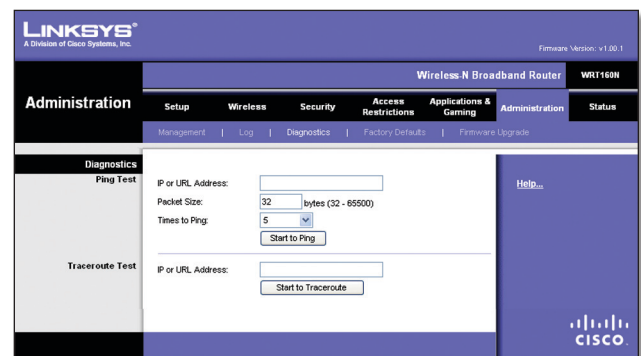 LINKSYS®
A Division of Cisco Systems, Inc.
Firmware Version: v1.00.1
Wireless-N Broadband Router WRT160N
Administration
Setup Wireless Security Access Restrictions Applications & Gaming Administration Status
Management | Log | Diagnostics | Factory Defaults | Firmware Upgrade
Diagnostics
Ping Test
IP or URL Address:
Packet Size: 32 bytes (32 - 65500)
Times to Ping: 5
Start to Ping
Help...
Traceroute Test
IP or URL Address:
Start to Traceroute
CISCO.